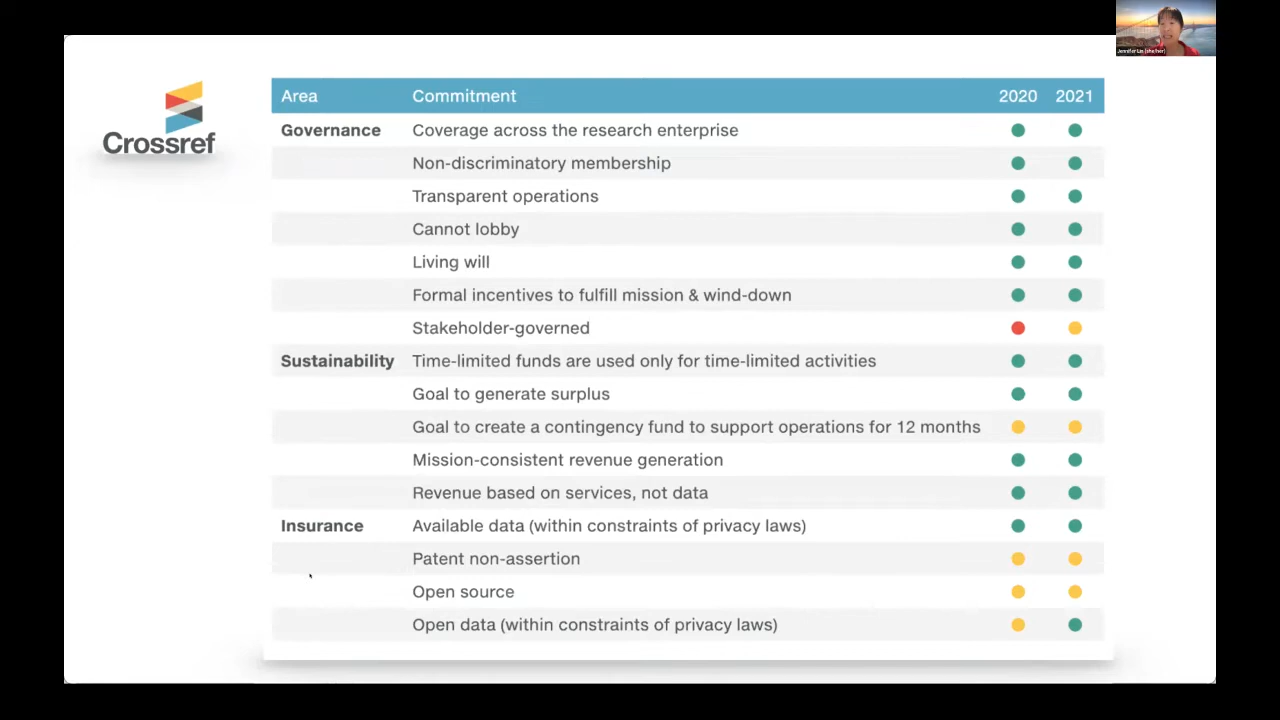 Jennifer Lin (she/her)
Crossref
Area Commitment 2020 2021
Governance Coverage across the research enterprise
Non-discriminatory membership
Transparent operations
Cannot lobby
Living will
Formal incentives to fulfill mission & wind-down
Stakeholder-governed
Sustainability Time-limited funds are used only for time-limited activities
Goal to generate surplus
Goal to create a contingency fund to support operations for 12 months
Mission-consistent revenue generation
Revenue based on services, not data
Insurance Available data (within constraints of privacy laws)
Patent non-assertion
Open source
Open data (within constraints of privacy laws)